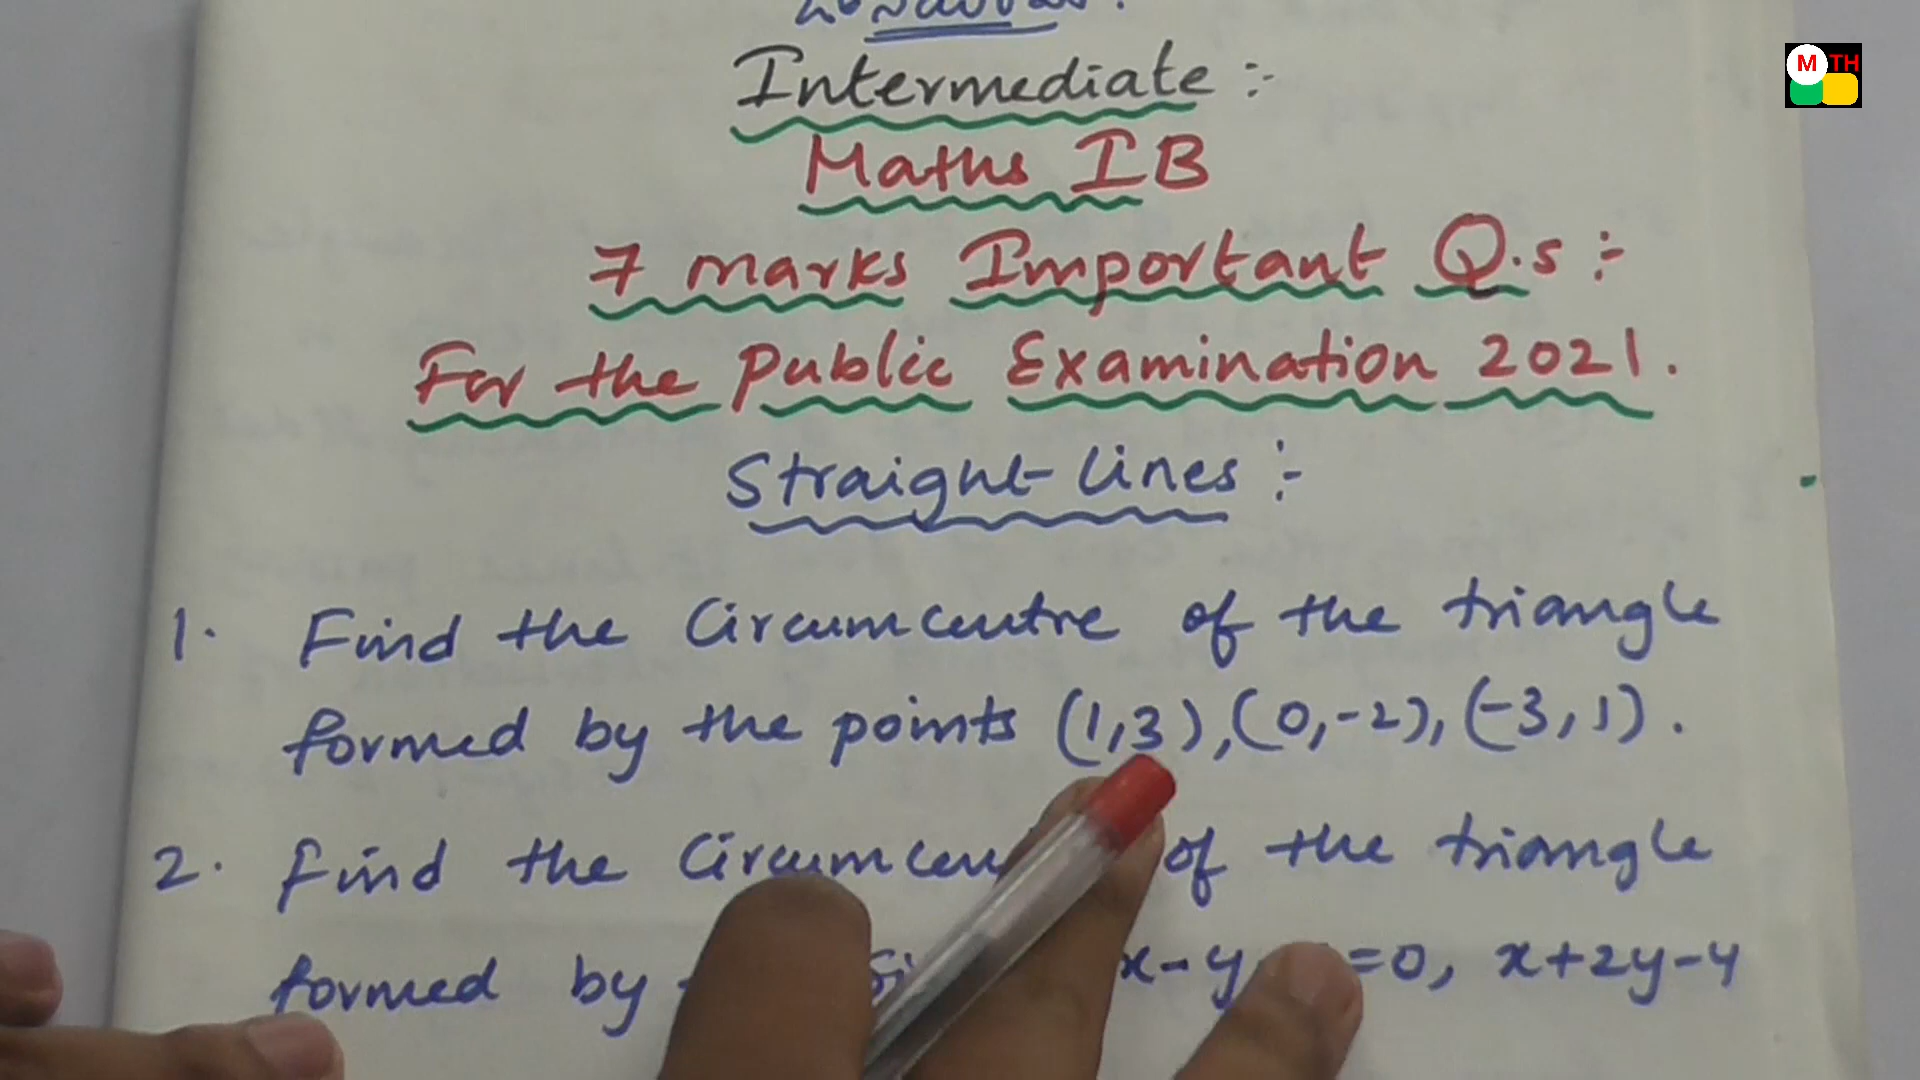 Intermediate :-
Maths IB
7 marks Important Q.s :-
For the Public Examination 2021.
Straight lines :-
1. Find the Circumcentre of the triangle
formed by the points (1,3), (0,-2), (-3,1).
2. Find the of the triangle
formed by x-y =0, x+2y-4
M TH